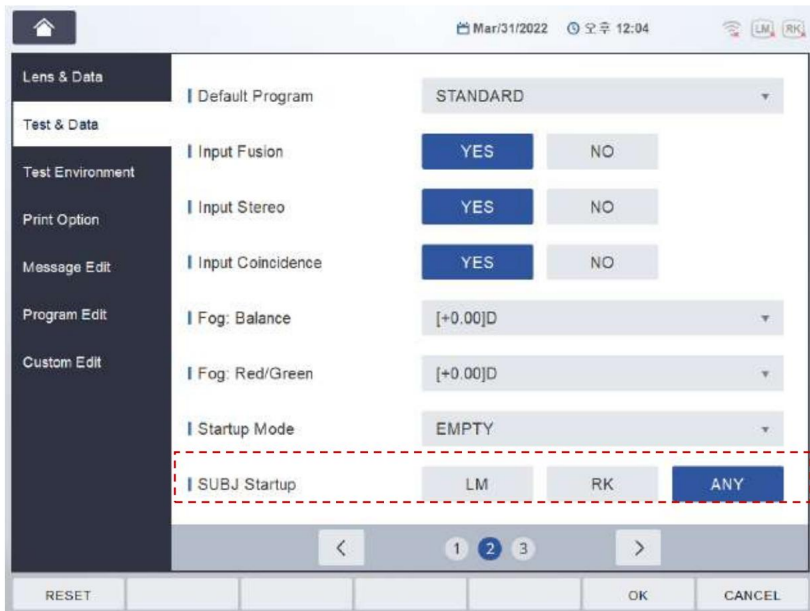 Mar/31/2022 오후 12:04 LM RK
Lens & Data
Test & Data
Test Environment
Print Option
Message Edit
Program Edit
Custom Edit
Default Program STANDARD
Input Fusion YES NO
Input Stereo YES NO
Input Coincidence YES NO
Fog: Balance [+0.00]D
Fog: Red/Green [+0.00]D
Startup Mode EMPTY
SUBJ Startup LM RK ANY
< 1 2 3 >
RESET OK CANCEL